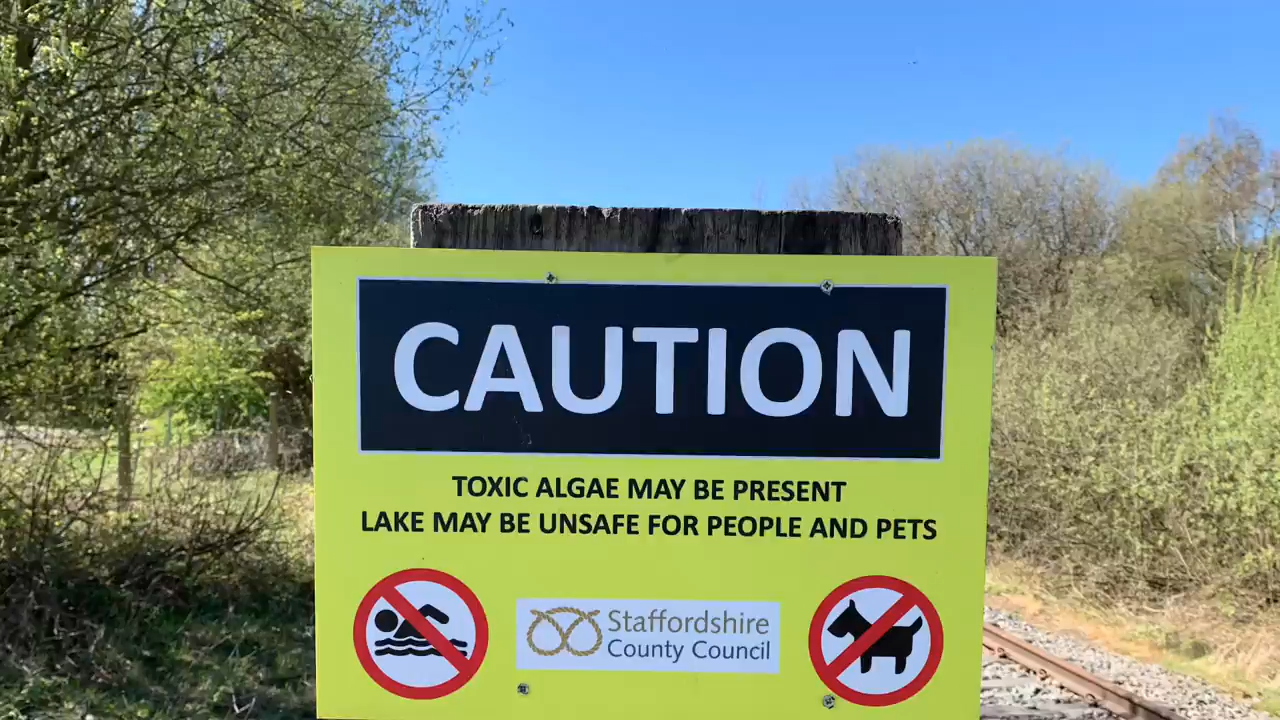 CAUTION
TOXIC ALGAE MAY BE PRESENT
LAKE MAY BE UNSAFE FOR PEOPLE AND PETS
Staffordshire
County Council